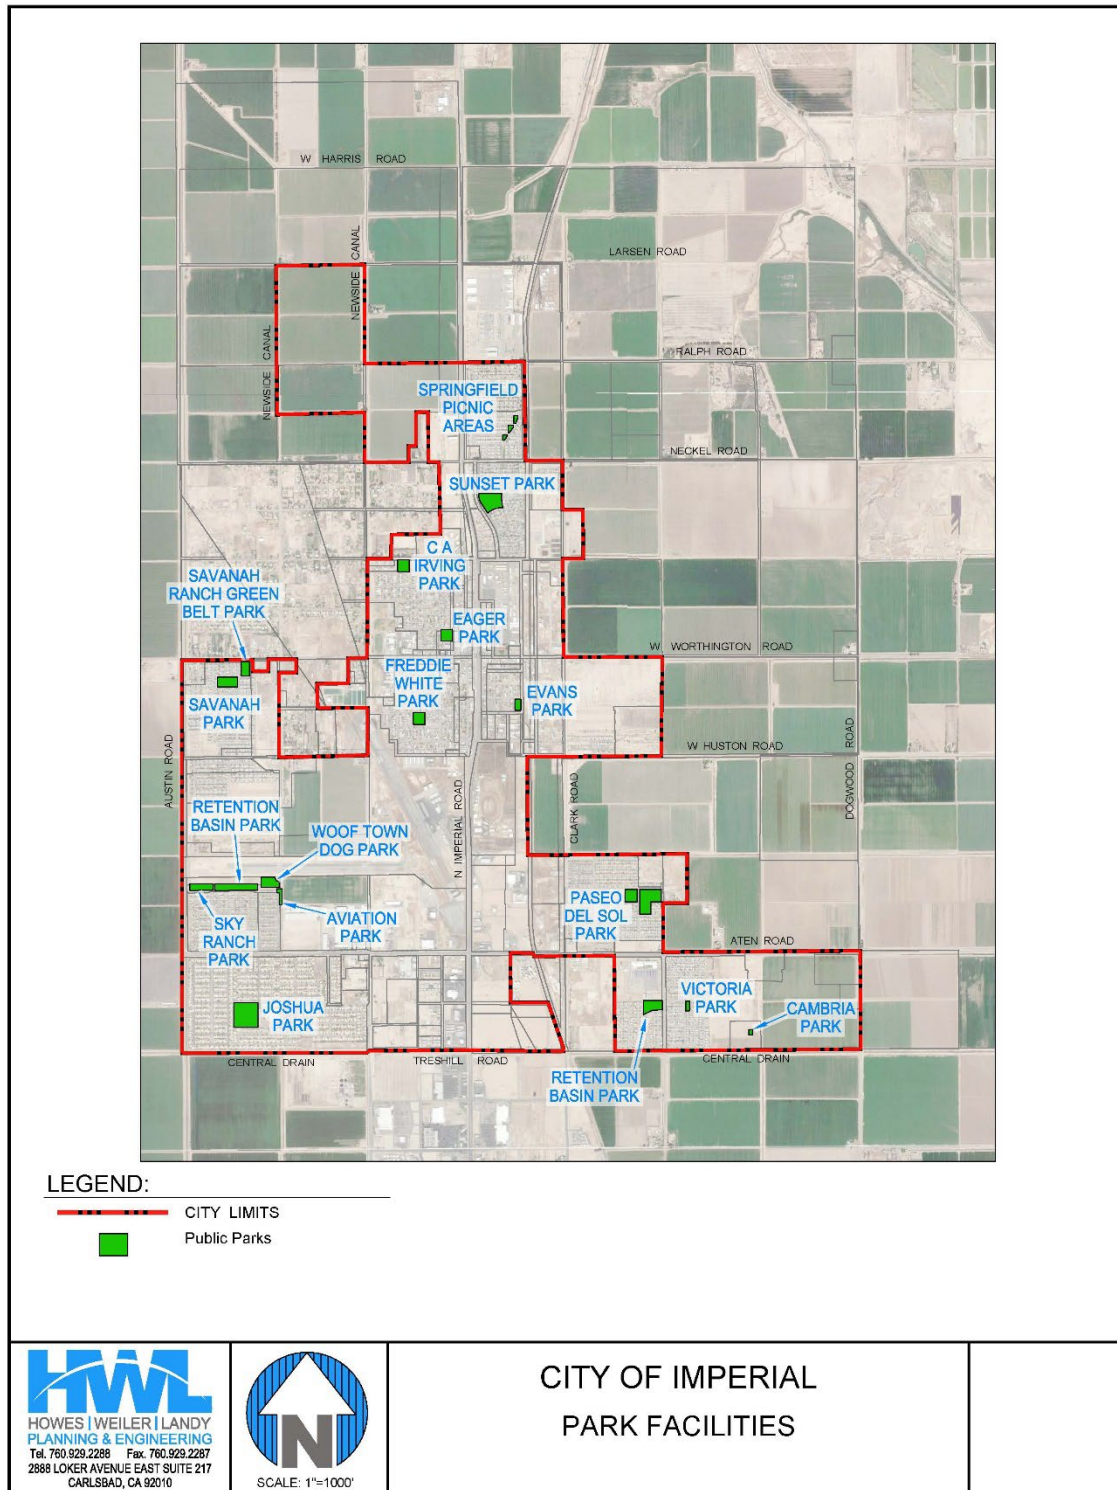 W HARRIS ROAD
LARSEN ROAD
NEWSIDE CANAL
NEWSIDE CANAL
RALPH ROAD
SPRINGFIELD
PICNIC
AREAS
NECKEL ROAD
SUNSET PARK
C A
IRVING
PARK
SAVANAH
RANCH GREEN
BELT PARK
EAGER
PARK
W WORTHINGTON ROAD
FREDDIE
WHITE
PARK
EVANS
PARK
SAVANAH
PARK
W HUSTON ROAD
DOGWOOD ROAD
AUSTIN ROAD
N IMPERIAL ROAD
CLARK ROAD
RETENTION
BASIN PARK
WOOF TOWN
DOG PARK
PASEO
DEL SOL
PARK
AVIATION
PARK
SKY
RANCH
PARK
ATEN ROAD
JOSHUA
PARK
VICTORIA
PARK
CAMBRIA
PARK
CENTRAL DRAIN
TRESHILL ROAD
CENTRAL DRAIN
RETENTION
BASIN PARK
LEGEND:
CITY LIMITS
Public Parks
HWL
HOWES | WEILER | LANDY
PLANNING & ENGINEERING
Tel. 760.929.2288 Fax. 760.929.2287
2888 LOKER AVENUE EAST SUITE 217
CARLSBAD, CA 92010
N
SCALE: 1"=1000'
CITY OF IMPERIAL
PARK FACILITIES